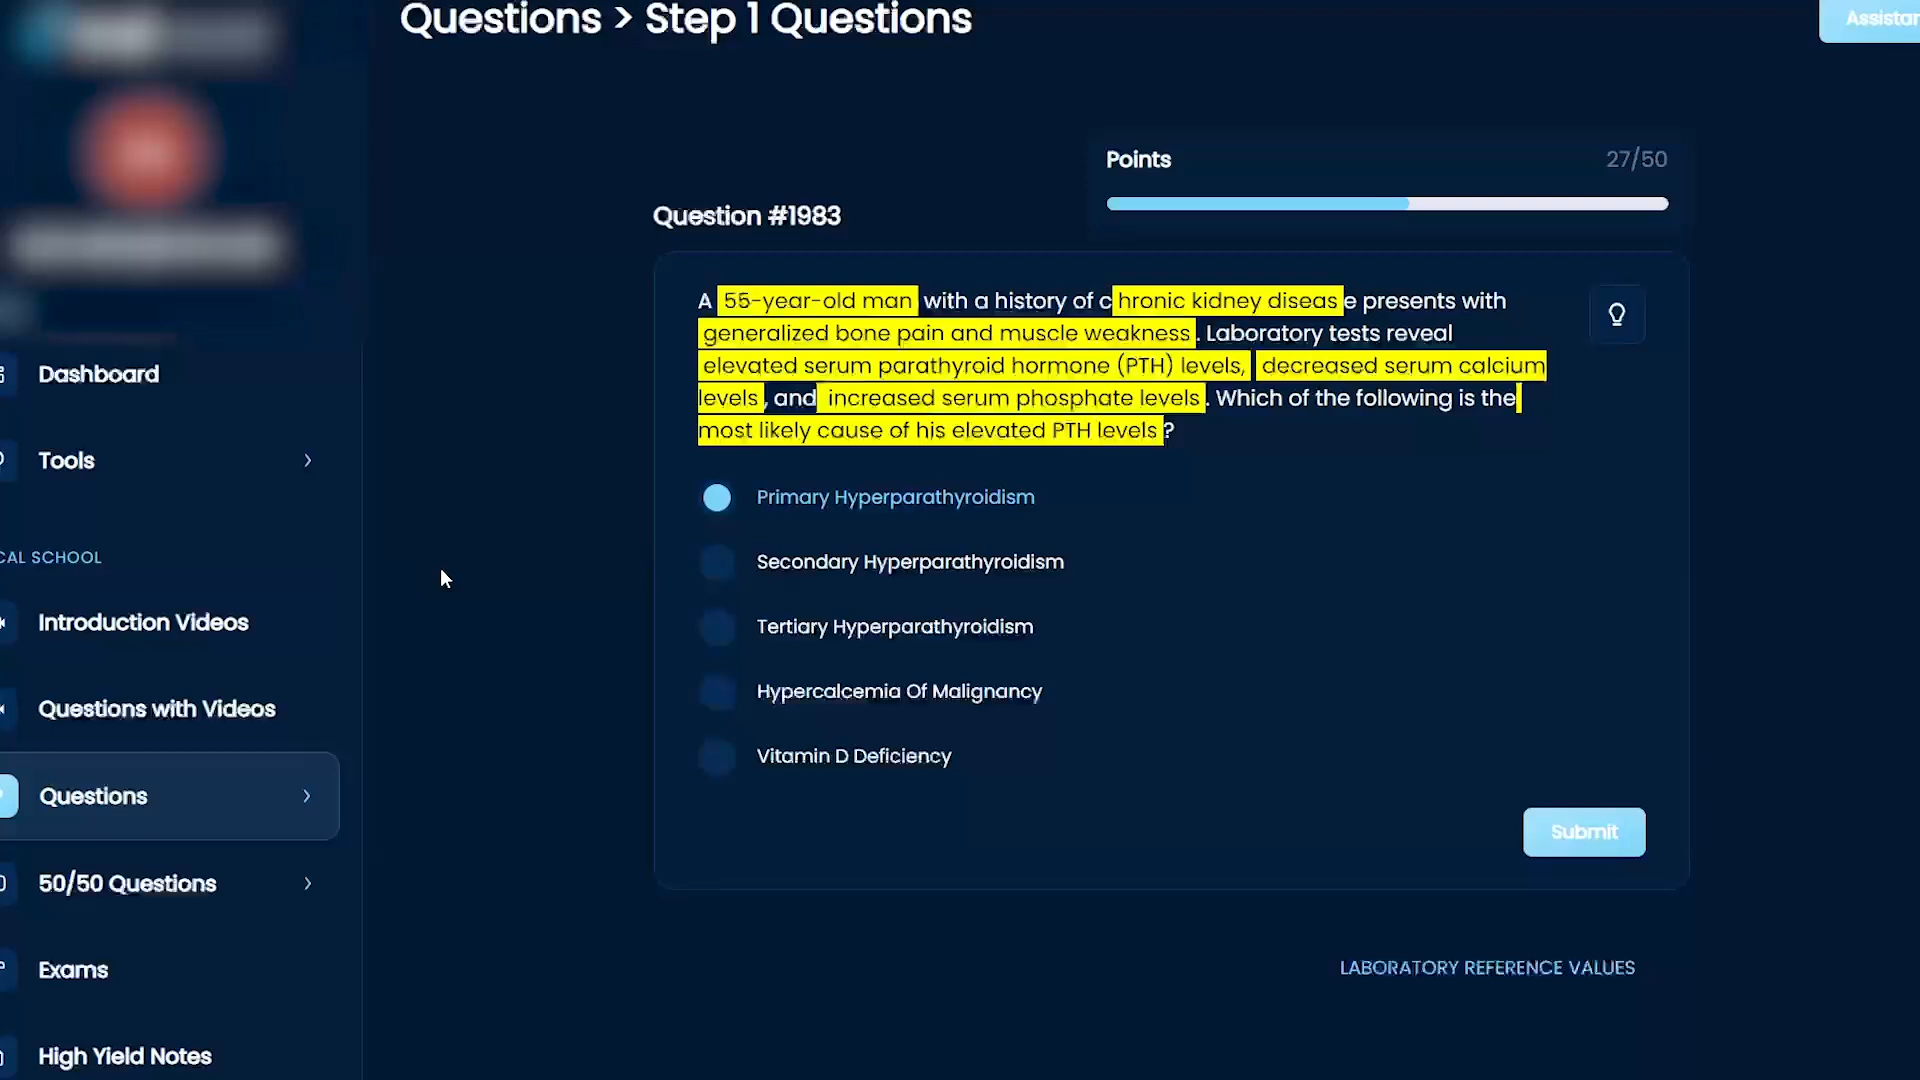 Questions > Step 1 Questions
Points
27/50
Question #1983
A 55-year-old man with a history of chronic kidney disease presents with
generalized bone pain and muscle weakness. Laboratory tests reveal
elevated serum parathyroid hormone (PTH) levels, decreased serum calcium
levels, and increased serum phosphate levels. Which of the following is the
most likely cause of his elevated PTH levels?
Primary Hyperparathyroidism
Secondary Hyperparathyroidism
Tertiary Hyperparathyroidism
Hypercalcemia Of Malignancy
Vitamin D Deficiency
Submit
LABORATORY REFERENCE VALUES
Dashboard
Tools
CAL SCHOOL
Introduction Videos
Questions with Videos
Questions
50/50 Questions
Exams
High Yield Notes